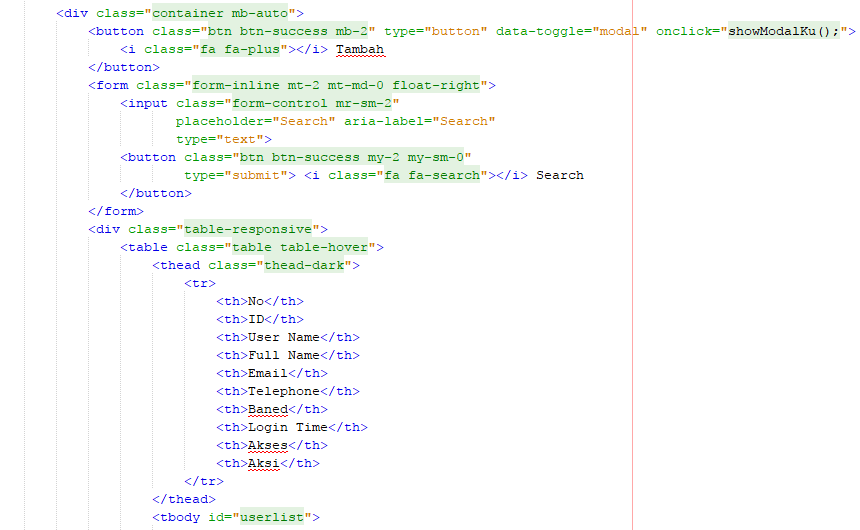 <div class="container mb-auto">
<button class="btn btn-success mb-2" type="button" data-toggle="modal" onclick="showModalKu();">
<i class="fa fa-plus"></i> Tambah
</button>
<form class="form-inline mt-2 mt-md-0 float-right">
<input class="form-control mr-sm-2"
placeholder="Search" aria-label="Search"
type="text">
<button class="btn btn-success my-2 my-sm-0"
type="submit"> <i class="fa fa-search"></i> Search
</button>
</form>
<div class="table-responsive">
<table class="table table-hover">
<thead class="thead-dark">
<tr>
<th>No</th>
<th>ID</th>
<th>User Name</th>
<th>Full Name</th>
<th>Email</th>
<th>Telephone</th>
<th>Baned</th>
<th>Login Time</th>
<th>Akses</th>
<th>Aksi</th>
</tr>
</thead>
<tbody id="userlist">